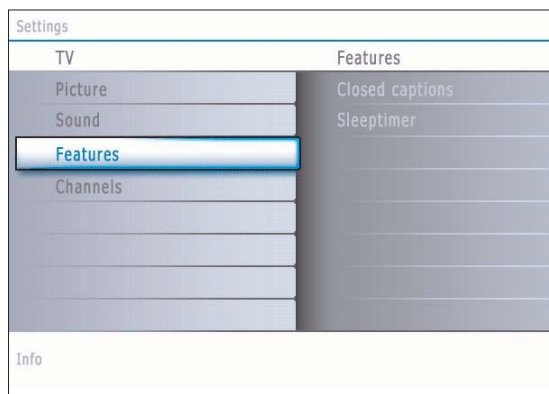 Settings
TV
Picture
Sound
Features
Channels
Features
Closed captions
Sleeptimer
Info